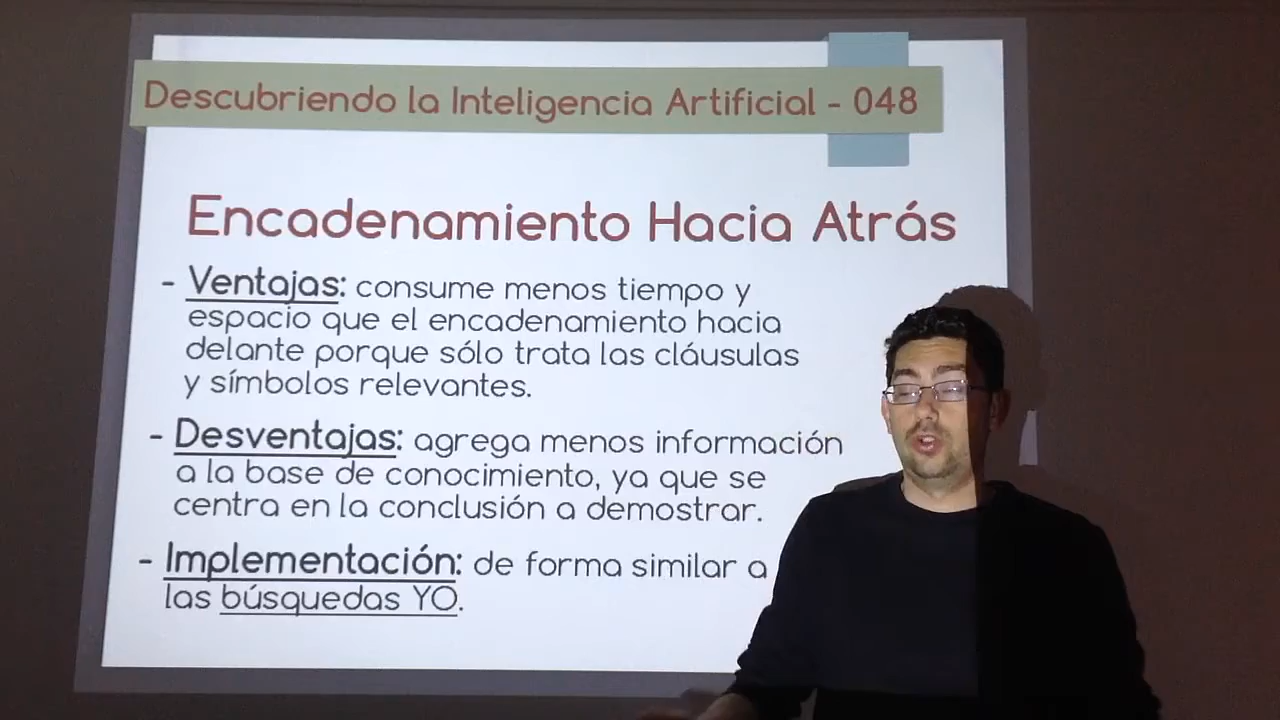 Descubriendo la Inteligencia Artificial - 048
Encadenamiento Hacia Atrás
- Ventajas: consume menos tiempo y
espacio que el encadenamiento hacia
delante porque sólo trata las cláusulas
y símbolos relevantes.
- Desventajas: agrega menos información
a la base de conocimiento, ya que se
centra en la conclusión a demostrar.
- Implementación: de forma similar a
las búsquedas YO.